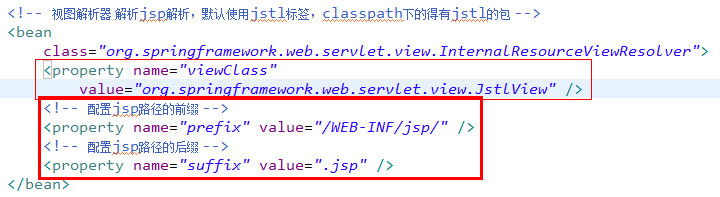 <!-- 视图解析器 解析jsp解析，默认使用jstl标签，classpath下的得有jstl的包 -->
<bean
class="org.springframework.web.servlet.view.InternalResourceViewResolver">
<property name="viewClass"
value="org.springframework.web.servlet.view.JstlView" />
<!-- 配置jsp路径的前缀 -->
<property name="prefix" value="/WEB-INF/jsp/" />
<!-- 配置jsp路径的后缀 -->
<property name="suffix" value=".jsp" />
</bean>